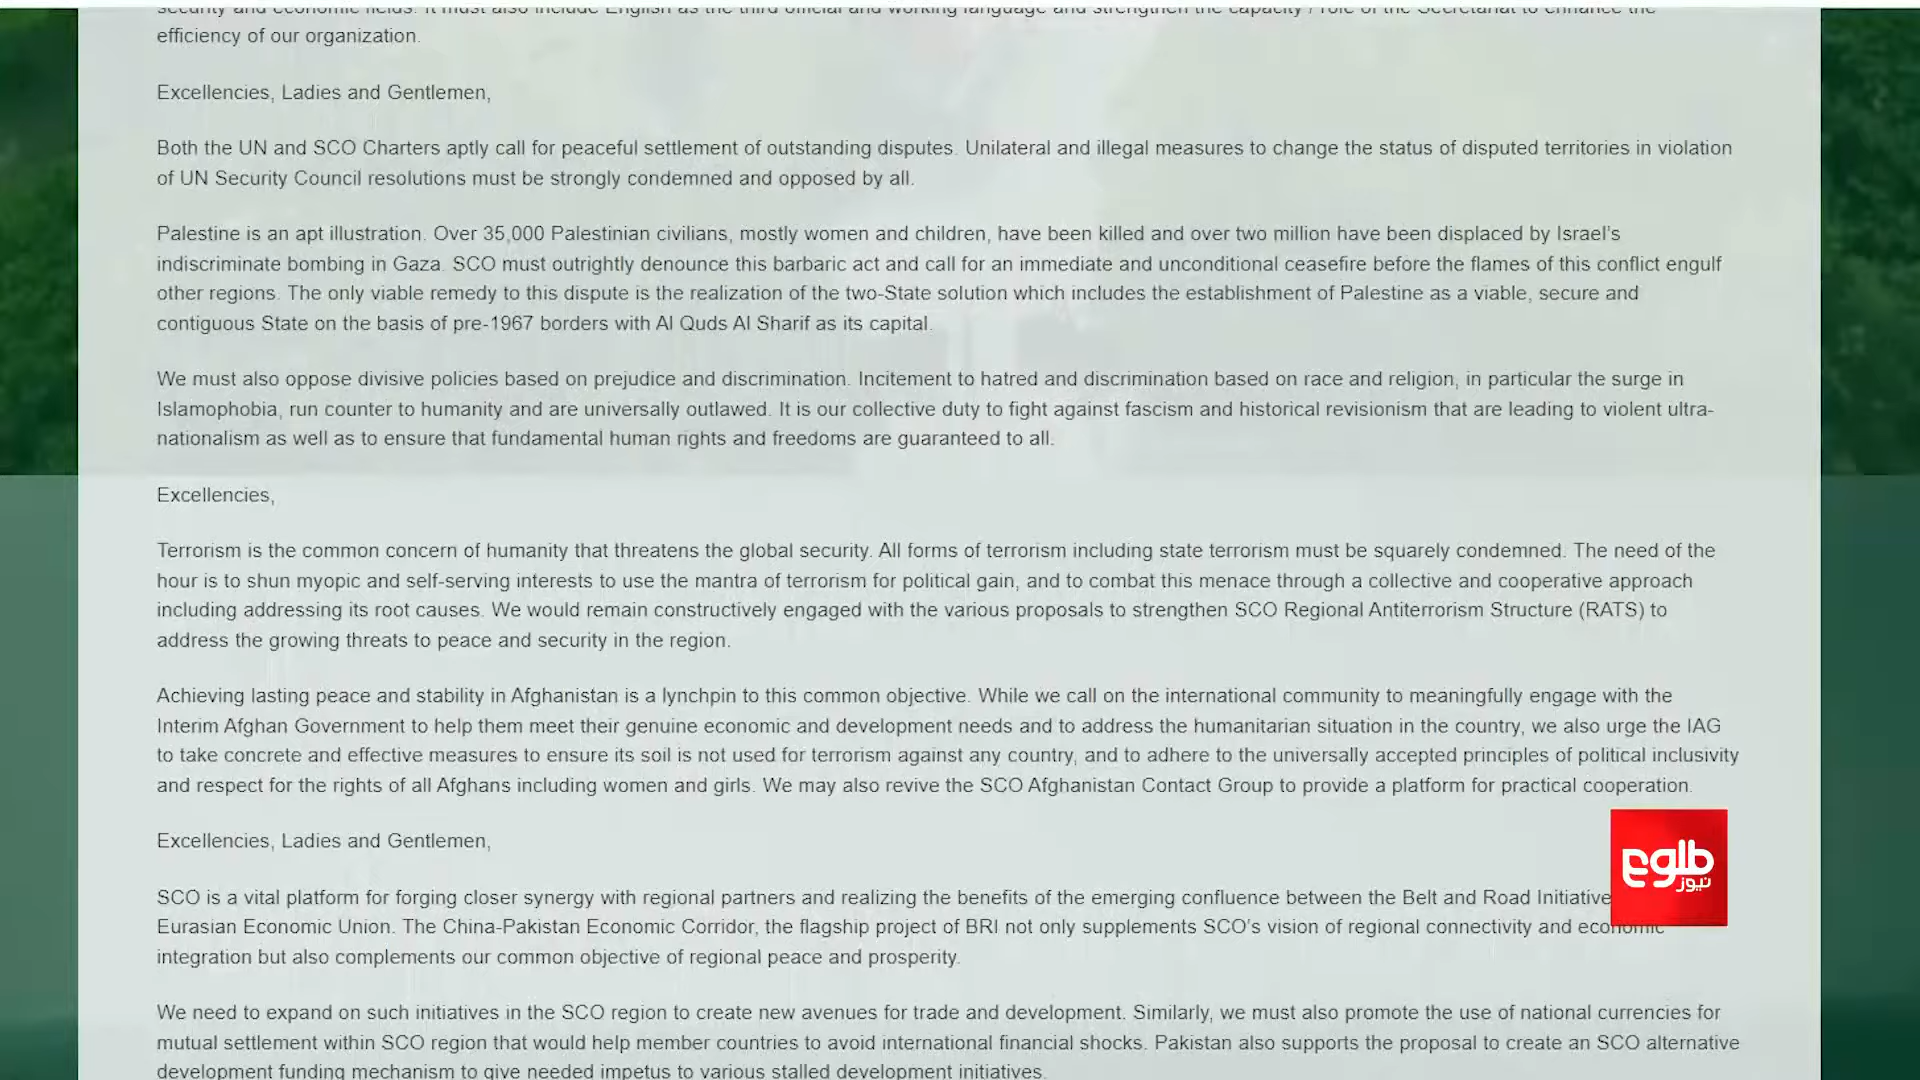 security and economic fields. It must also include English as the third official and working language and strengthen the capacity / role of the Secretariat to enhance the
efficiency of our organization.
Excellencies, Ladies and Gentlemen,
Both the UN and SCO Charters aptly call for peaceful settlement of outstanding disputes. Unilateral and illegal measures to change the status of disputed territories in violation
of UN Security Council resolutions must be strongly condemned and opposed by all.
Palestine is an apt illustration. Over 35,000 Palestinian civilians, mostly women and children, have been killed and over two million have been displaced by Israel's
indiscriminate bombing in Gaza. SCO must outrightly denounce this barbaric act and call for an immediate and unconditional ceasefire before the flames of this conflict engulf
other regions. The only viable remedy to this dispute is the realization of the two-State solution which includes the establishment of Palestine as a viable, secure and
contiguous State on the basis of pre-1967 borders with Al Quds Al Sharif as its capital.
We must also oppose divisive policies based on prejudice and discrimination. Incitement to hatred and discrimination based on race and religion, in particular the surge in
Islamophobia, run counter to humanity and are universally outlawed. It is our collective duty to fight against fascism and historical revisionism that are leading to violent ultra-
nationalism as well as to ensure that fundamental human rights and freedoms are guaranteed to all.
Excellencies,
Terrorism is the common concern of humanity that threatens the global security. All forms of terrorism including state terrorism must be squarely condemned. The need of the
hour is to shun myopic and self-serving interests to use the mantra of terrorism for political gain, and to combat this menace through a collective and cooperative approach
including addressing its root causes. We would remain constructively engaged with the various proposals to strengthen SCO Regional Antiterrorism Structure (RATS) to
address the growing threats to peace and security in the region.
Achieving lasting peace and stability in Afghanistan is a lynchpin to this common objective. While we call on the international community to meaningfully engage with the
Interim Afghan Government to help them meet their genuine economic and development needs and to address the humanitarian situation in the country, we also urge the IAG
to take concrete and effective measures to ensure its soil is not used for terrorism against any country, and to adhere to the universally accepted principles of political inclusivity
and respect for the rights of all Afghans including women and girls. We may also revive the SCO Afghanistan Contact Group to provide a platform for practical cooperation.
Excellencies, Ladies and Gentlemen,
SCO is a vital platform for forging closer synergy with regional partners and realizing the benefits of the emerging confluence between the Belt and Road Initiative
Eurasian Economic Union. The China-Pakistan Economic Corridor, the flagship project of BRI not only supplements SCO's vision of regional connectivity and economic
integration but also complements our common objective of regional peace and prosperity.
We need to expand on such initiatives in the SCO region to create new avenues for trade and development. Similarly, we must also promote the use of national currencies for
mutual settlement within SCO region that would help member countries to avoid international financial shocks. Pakistan also supports the proposal to create an SCO alternative
development funding mechanism to give needed impetus to various stalled development initiatives.
طلوع
نیوز